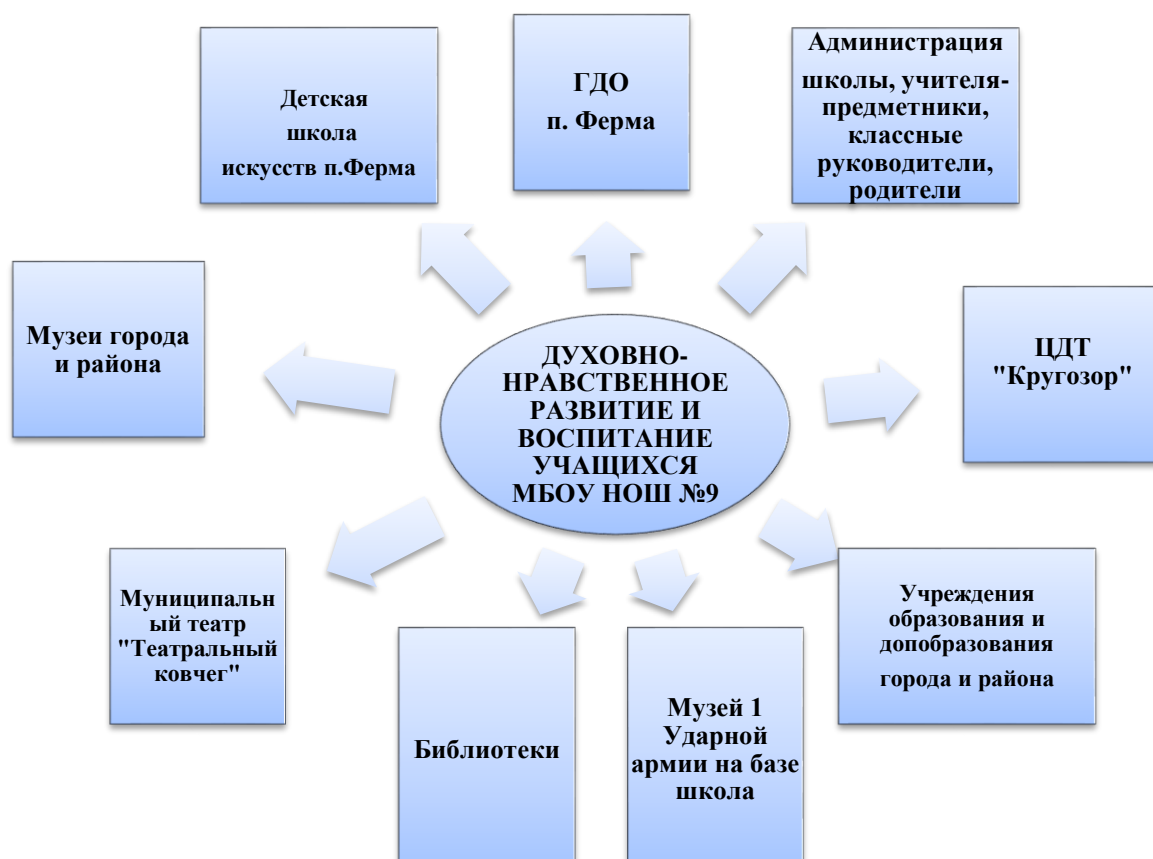 Детская
школа
искусств п.Ферма
ГДО
п. Ферма
Администрация
школы, учителя-
предметники,
классные
руководители,
родители
Музеи города
и района
ДУХОВНО-
НРАВСТВЕННОЕ
РАЗВИТИЕ И
ВОСПИТАНИЕ
УЧАЩИХСЯ
МБОУ НОШ №9
ЦДТ
"Кругозор"
Муниципальн
ый театр
"Театральный
ковчег"
Библиотеки
Музей 1
Ударной
армии на базе
школа
Учреждения
образования и
допобразования
города и района